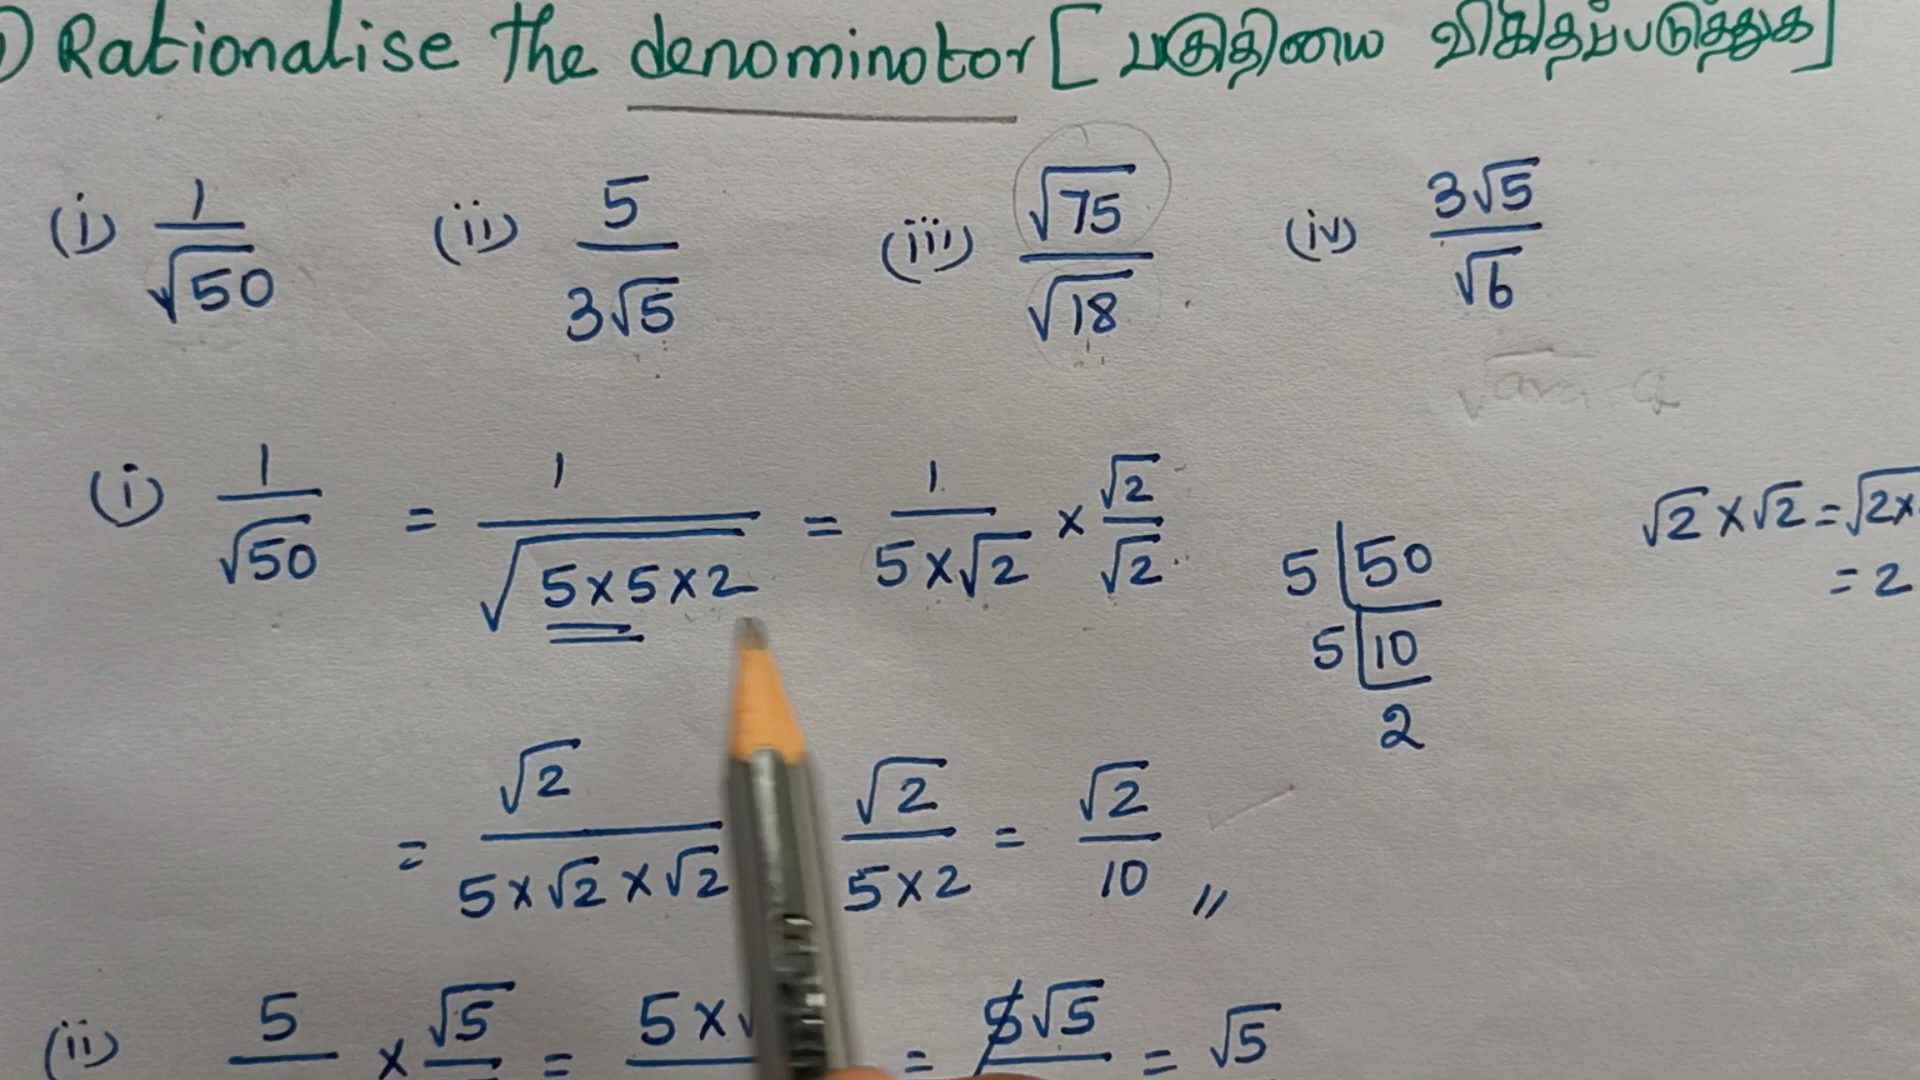 ) Rationalise the denominator [பகுதியை விகிதப்படுத்துக]
(i) 1/√50 (ii) 5/3√5 (iii) √75/√18 (iv) 3√5/√6
(i) 1/√50 = 1/√5×5×2 = 1/5×√2 × √2/√2
5|50
5|10
2
√2×√2=√2×
=2
= √2/5×√2×√2 √2/5×2 = √2/10 //
(ii) 5 × √5 = 5× = 5√5 = √5